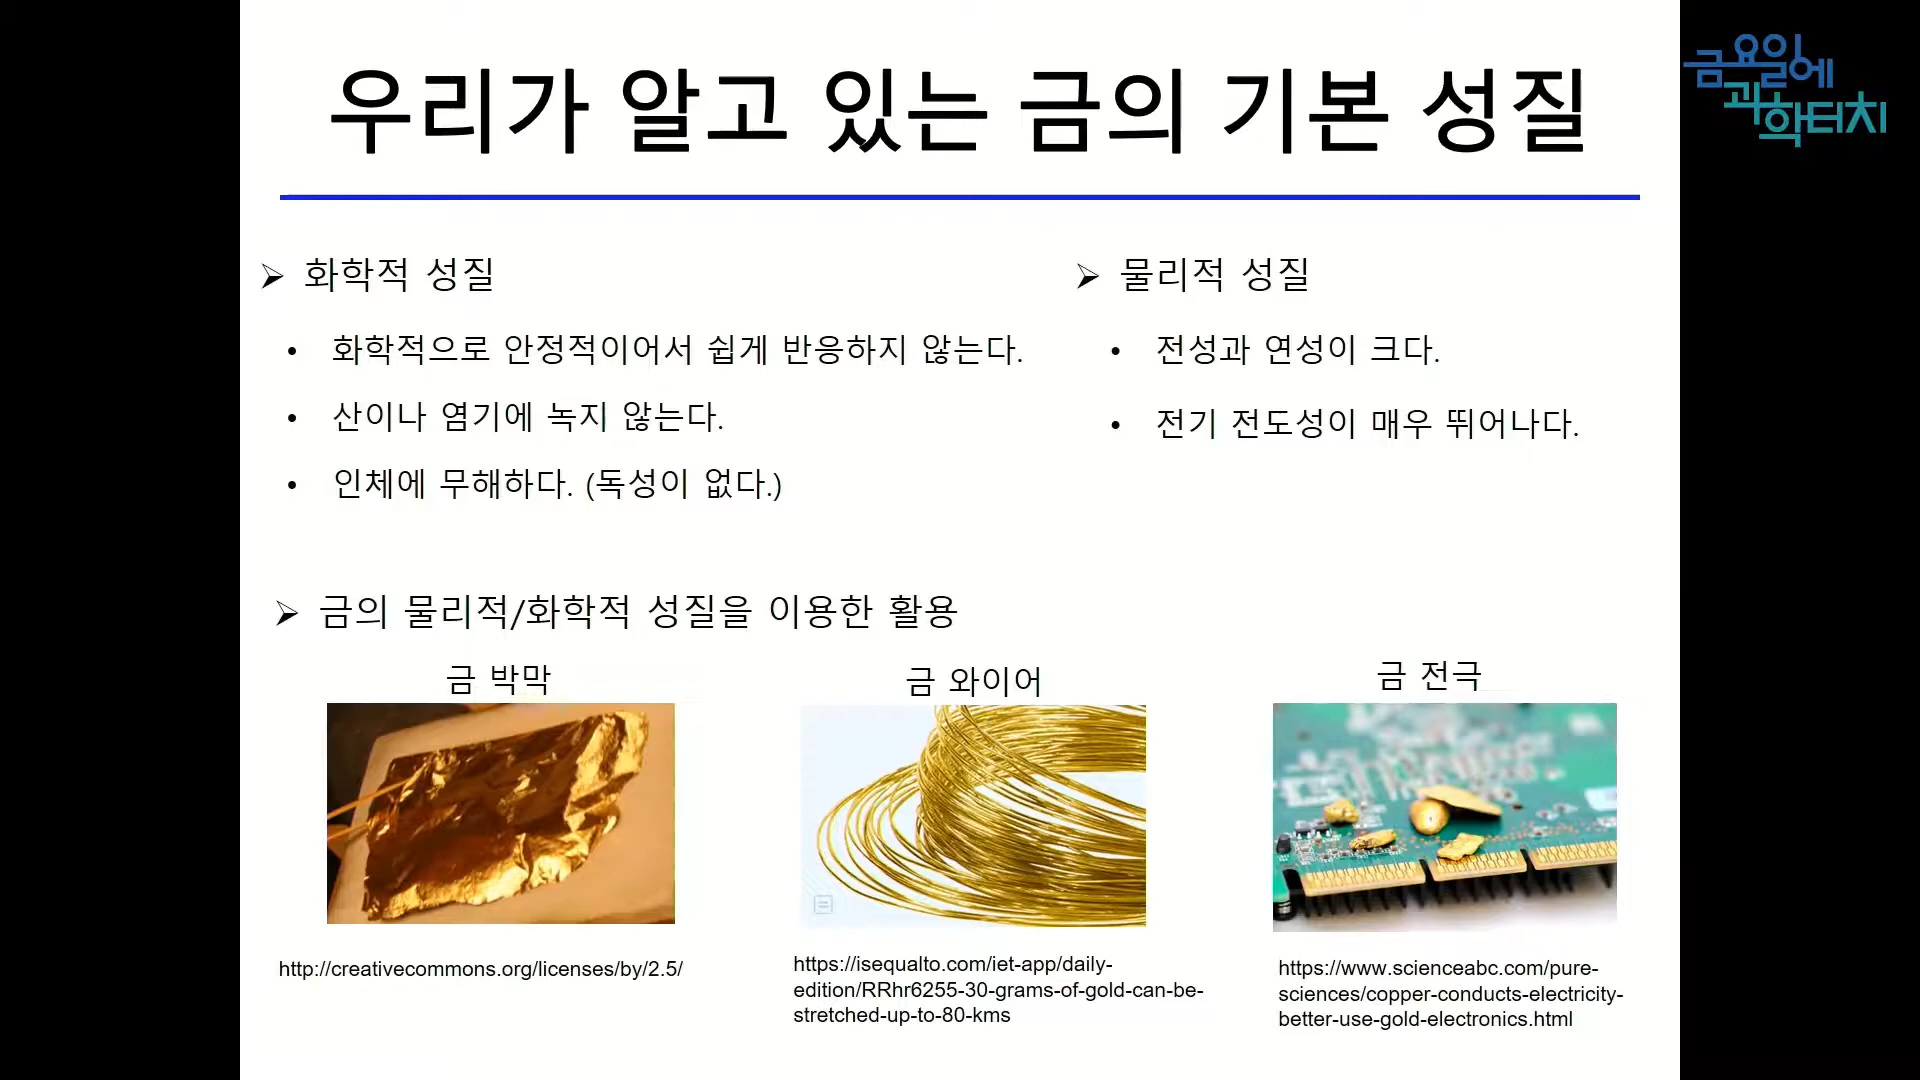 우리가 알고 있는 금의 기본 성질
금요일에
과학터치
➢ 화학적 성질
• 화학적으로 안정적이어서 쉽게 반응하지 않는다.
• 산이나 염기에 녹지 않는다.
• 인체에 무해하다. (독성이 없다.)
➢ 물리적 성질
• 전성과 연성이 크다.
• 전기 전도성이 매우 뛰어나다.
➢ 금의 물리적/화학적 성질을 이용한 활용
금 박막
http://creativecommons.org/licenses/by/2.5/
금 와이어
https://isequalto.com/iet-app/daily-
edition/RRhr6255-30-grams-of-gold-can-be-
stretched-up-to-80-kms
금 전극
https://www.scienceabc.com/pure-
sciences/copper-conducts-electricity-
better-use-gold-electronics.html